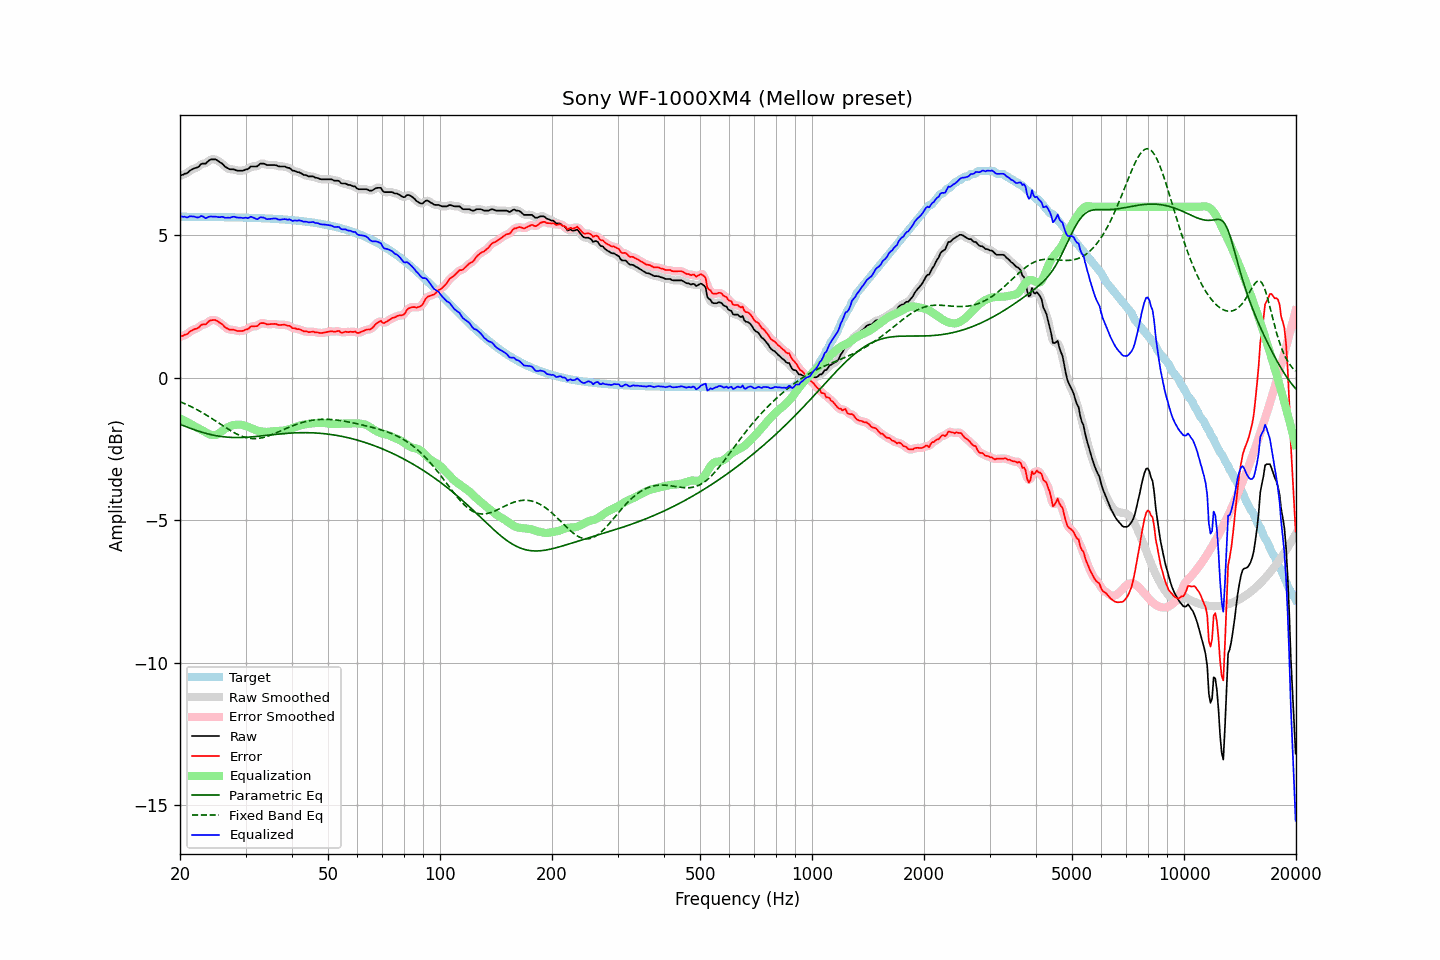 Sony WF-1000XM4 (Mellow preset)
Amplitude (dBr)
5
0
−5
−10
−15
Target
Raw Smoothed
Error Smoothed
Raw
Error
Equalization
Parametric Eq
Fixed Band Eq
Equalized
20 50 100 200 500 1000 2000 5000 10000 20000
Frequency (Hz)